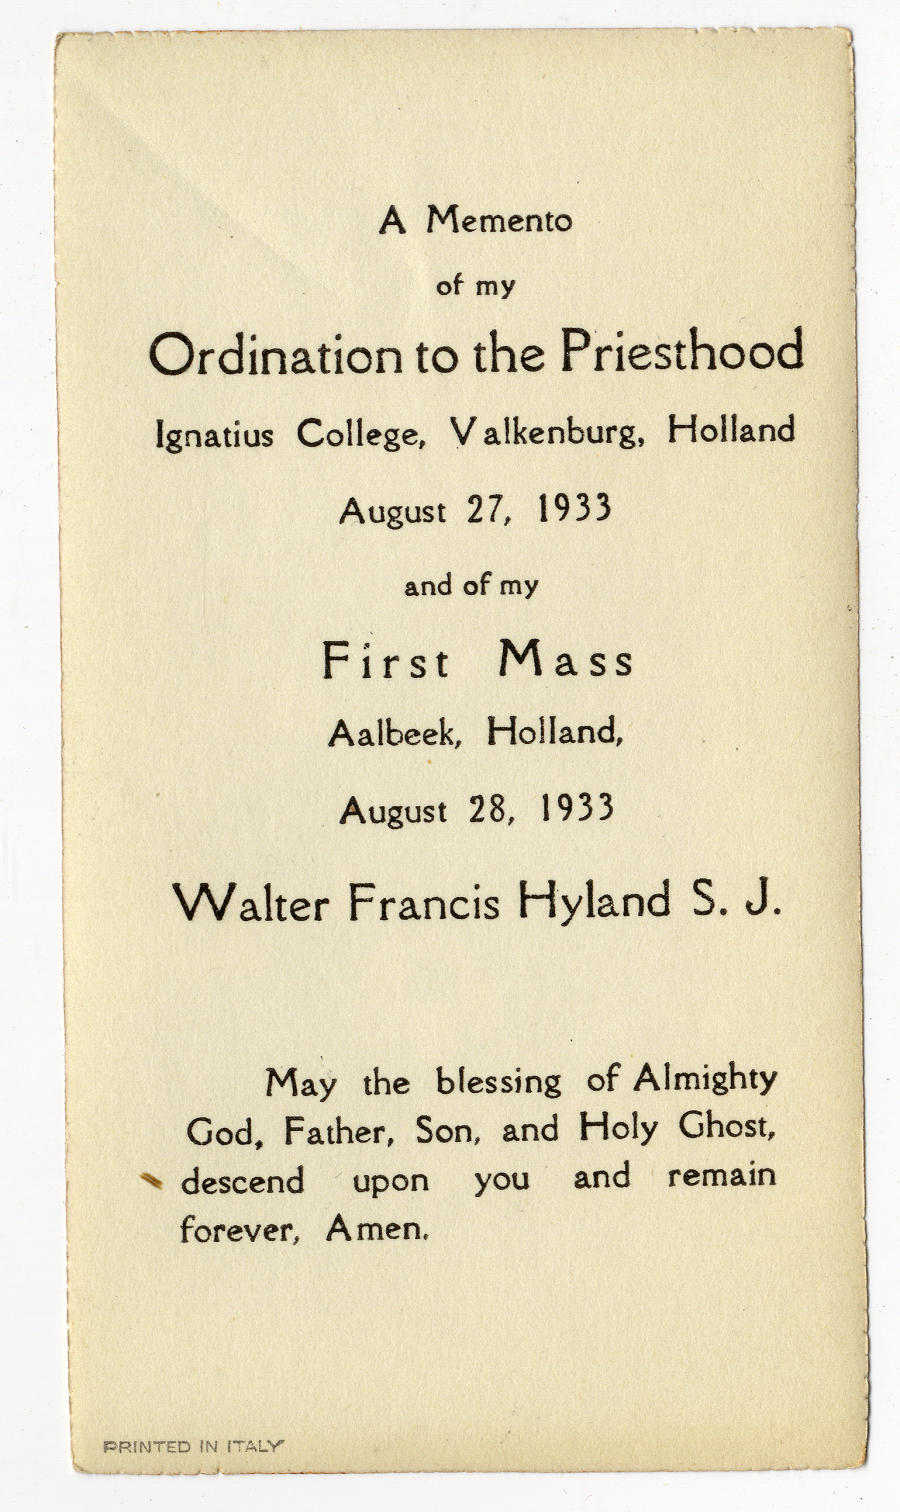 A Memento
of my
Ordination to the Priesthood
Ignatius College, Valkenburg, Holland
August 27, 1933
and of my
First Mass
Aalbeek, Holland,
August 28, 1933
Walter Francis Hyland S. J.
May the blessing of Almighty
God, Father, Son, and Holy Ghost,
descend upon you and remain
forever, Amen.
PRINTED IN ITALY